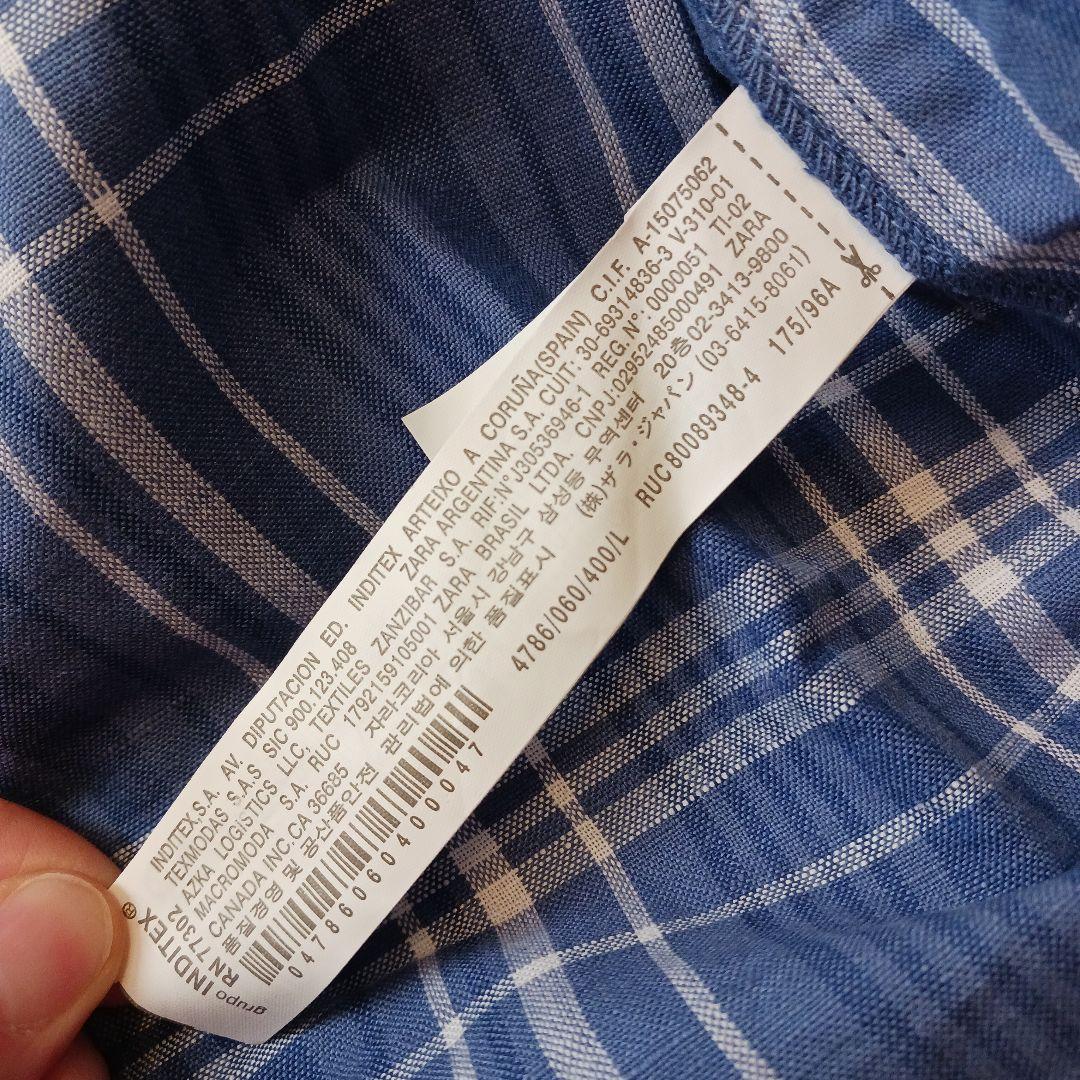 grupo
INDITEX®
INDITEX,S.A. AV. DIPUTACION ED. INDITEX ARTEIXO A CORUÑA(SPAIN) C.I.F. A-15075062
TEXMODAS S.A.S SIC 900.123.408 ZARA ARGENTINA S.A. CUIT: 30-69314836-3 V-310-01
AZKA LOGISTICS LLC, TEXTILES ZANZIBAR S.A. RIF:N°J30536946-1 REG.N°:0000051 TI-02
MACROMODA S.A. RUC 1792159105001 ZARA BRASIL LTDA. CNPJ-02952485000491 ZARA
RN 77302 CANADA INC.CA 36685 자라코리아 서울시 강남구 삼성동 무역센터 20층 02-3413-9800
품질경영 및 공산품안전 관리법에 의한 품질표시 (株)ザラ・ジャパン (03-6415-8061)
4786/060/400/L RUC80089348-4 175/96A
04786060400047